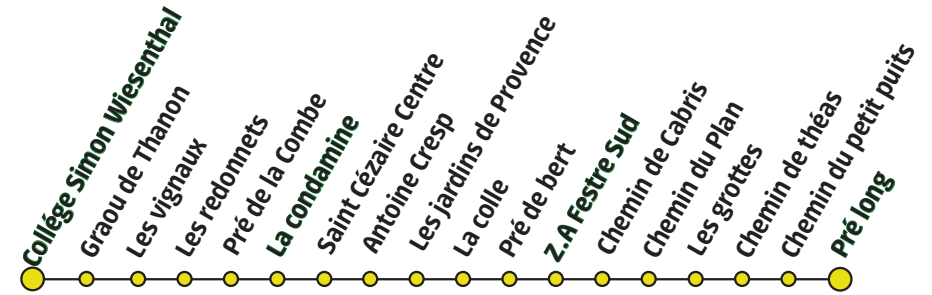 Collége Simon Wiesenthal
Graou de Thanon
Les vignaux
Les redonnets
Pré de la Combe
La condamine
Saint Cézaire Centre
Antoine Cresp
Les jardins de Provence
La colle
Pré de bert
Z.A Festre Sud
Chemin de Cabris
Chemin du Plan
Les grottes
Chemin de théas
Chemin du petit puits
Pré long